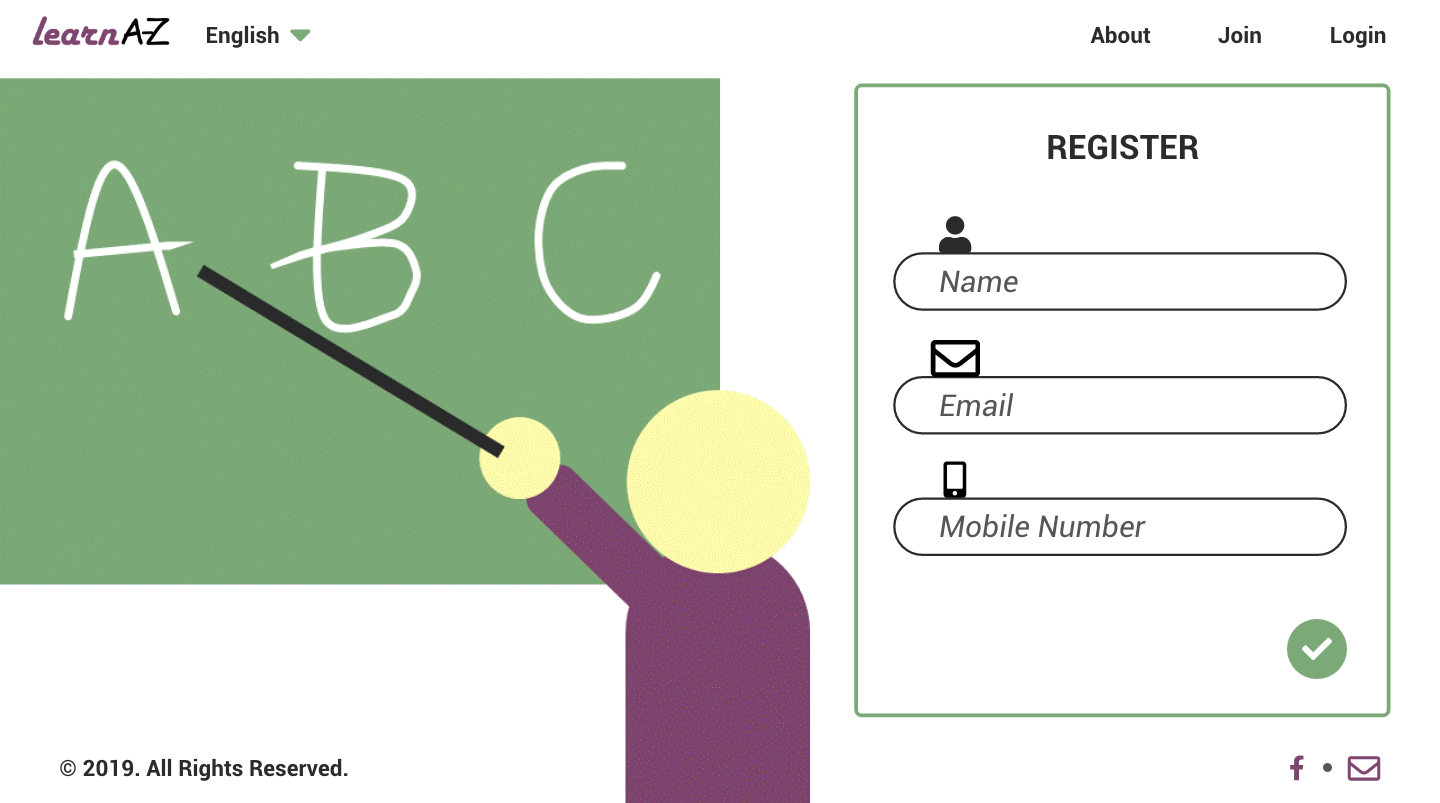 learnAZ English About Join Login
A B C
REGISTER
Name
Email
Mobile Number
© 2019. All Rights Reserved.